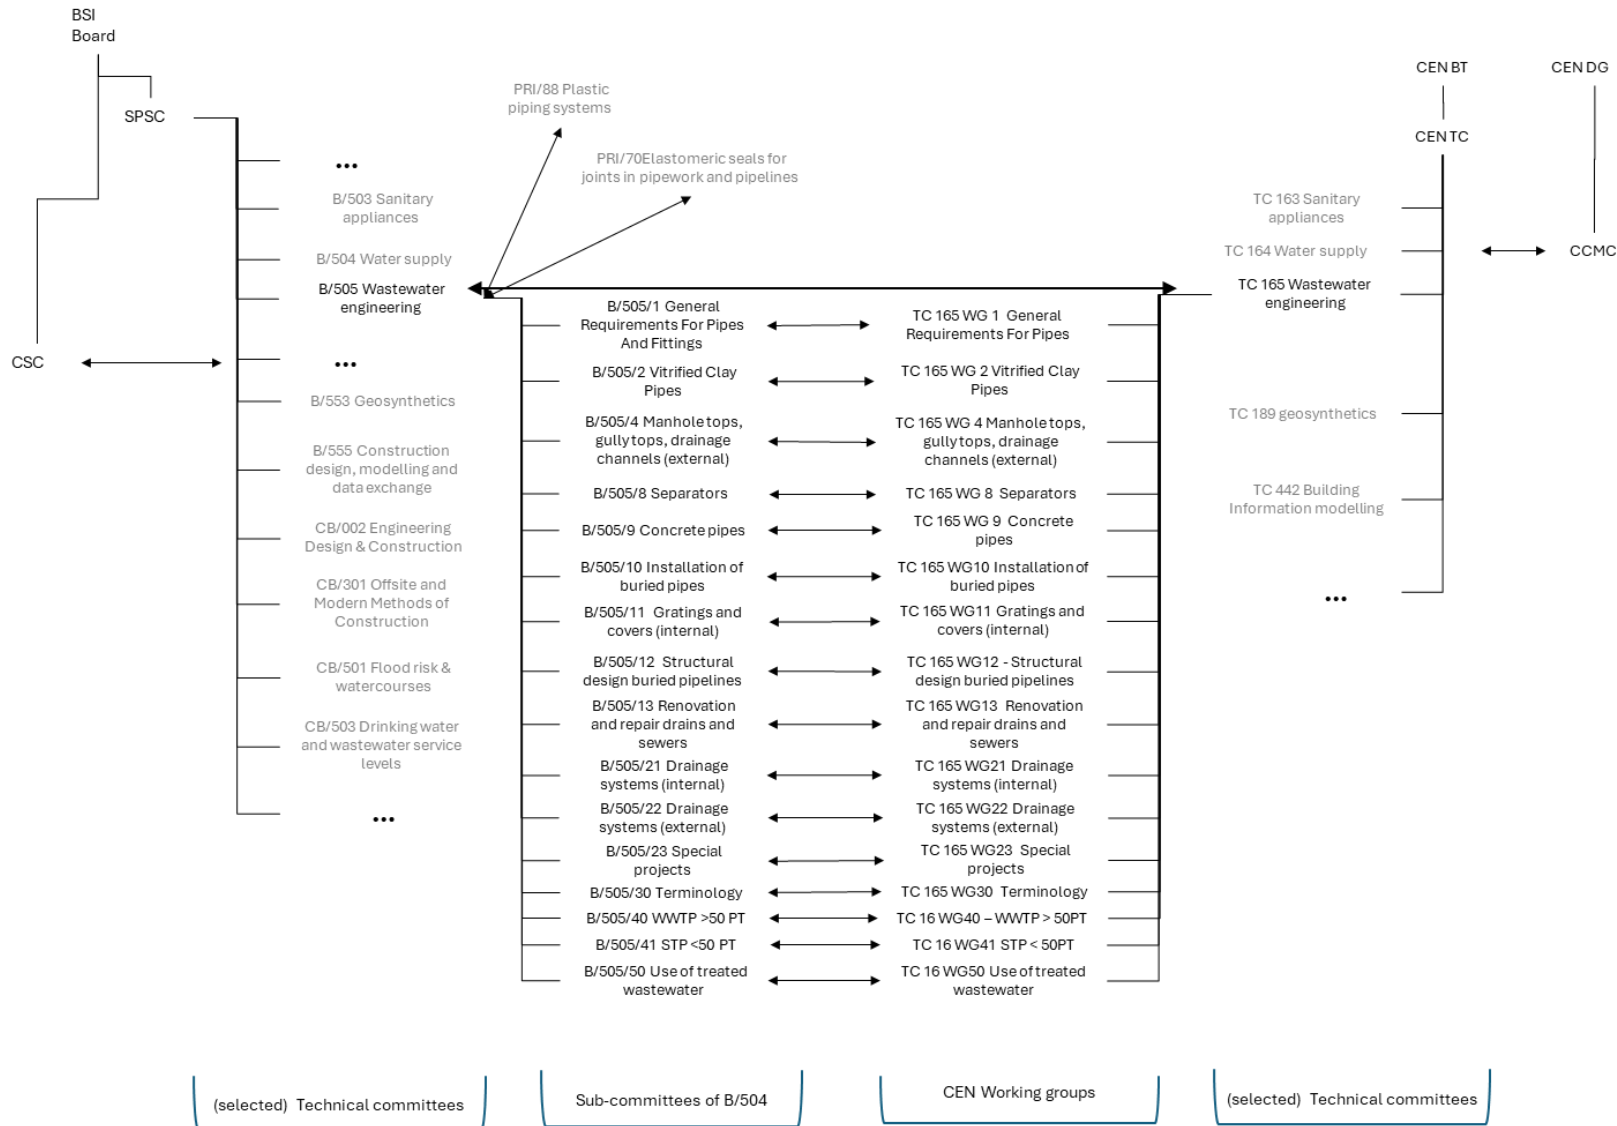 BSI
Board
SPSC
CSC
...
B/503 Sanitary
appliances
B/504 Water supply
B/505 Wastewater
engineering
...
B/553 Geosynthetics
B/555 Construction
design, modelling and
data exchange
CB/002 Engineering
Design & Construction
CB/301 Offsite and
Modern Methods of
Construction
CB/501 Flood risk &
watercourses
CB/503 Drinking water
and wastewater service
levels
...
PRI/88 Plastic
piping systems
PRI/70Elastomeric seals for
joints in pipework and pipelines
B/505/1 General
Requirements For Pipes
And Fittings
B/505/2 Vitrified Clay
Pipes
B/505/4 Manhole tops,
gully tops, drainage
channels (external)
B/505/8 Separators
B/505/9 Concrete pipes
B/505/10 Installation of
buried pipes
B/505/11 Gratings and
covers (internal)
B/505/12 Structural
design buried pipelines
B/505/13 Renovation
and repair drains and
sewers
B/505/21 Drainage
systems (internal)
B/505/22 Drainage
systems (external)
B/505/23 Special
projects
B/505/30 Terminology
B/505/40 WWTP >50 PT
B/505/41 STP <50 PT
B/505/50 Use of treated
wastewater
TC 165 WG 1 General
Requirements For Pipes
TC 165 WG 2 Vitrified Clay
Pipes
TC 165 WG 4 Manhole tops,
gully tops, drainage
channels (external)
TC 165 WG 8 Separators
TC 165 WG 9 Concrete
pipes
TC 165 WG10 Installation of
buried pipes
TC 165 WG11 Gratings and
covers (internal)
TC 165 WG12 - Structural
design buried pipelines
TC 165 WG13 Renovation
and repair drains and
sewers
TC 165 WG21 Drainage
systems (internal)
TC 165 WG22 Drainage
systems (external)
TC 165 WG23 Special
projects
TC 165 WG30 Terminology
TC 16 WG40 – WWTP > 50PT
TC 16 WG41 STP < 50PT
TC 16 WG50 Use of treated
wastewater
CEN BT
CEN TC
TC 163 Sanitary
appliances
TC 164 Water supply
TC 165 Wastewater
engineering
TC 189 geosynthetics
TC 442 Building
Information modelling
...
CEN DG
CCMC
(selected) Technical committees
Sub-committees of B/504
CEN Working groups
(selected) Technical committees